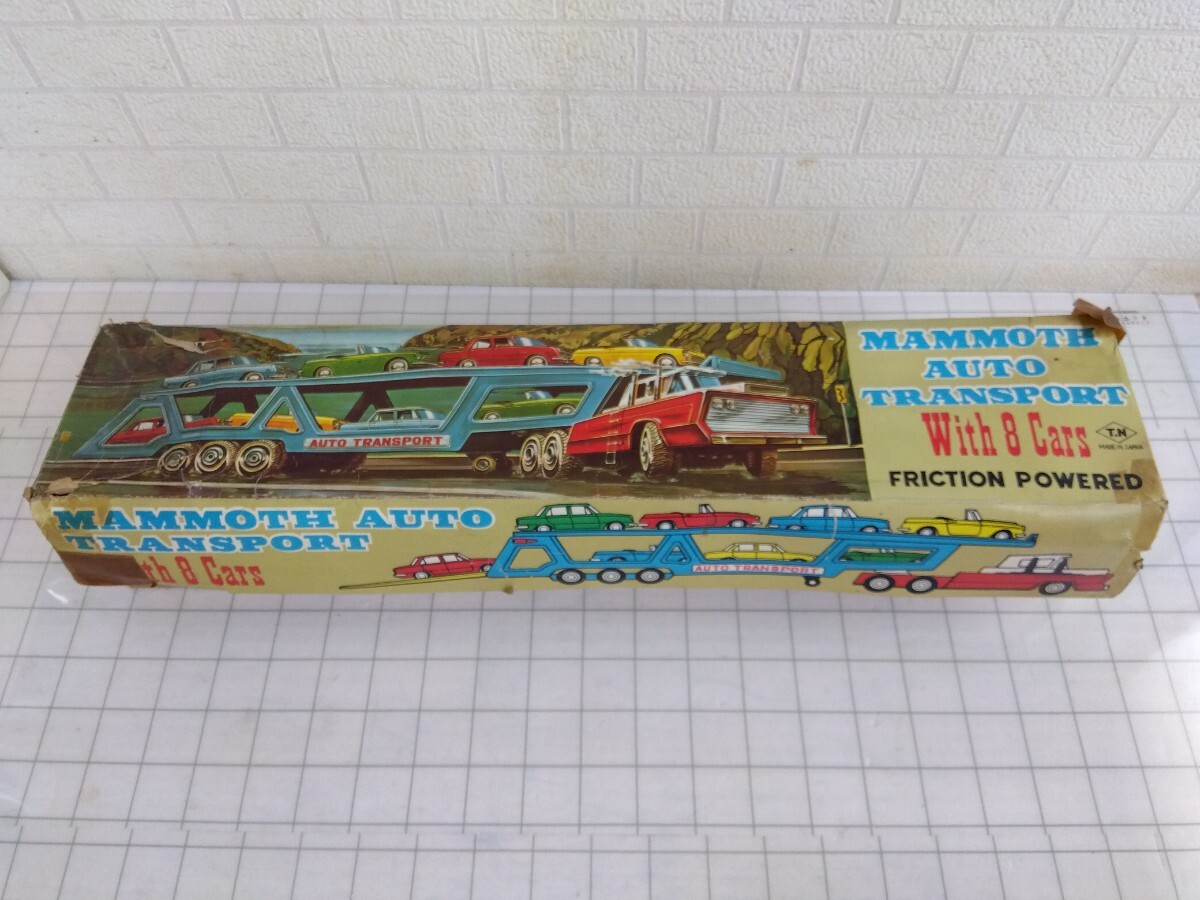 MAMMOTH
AUTO
TRANSPORT
With 8 Cars
T.N
MADE IN JAPAN
FRICTION POWERED
AUTO TRANSPORT
MAMMOTH AUTO
TRANSPORT
th 8 Cars
AUTO TRANSPORT